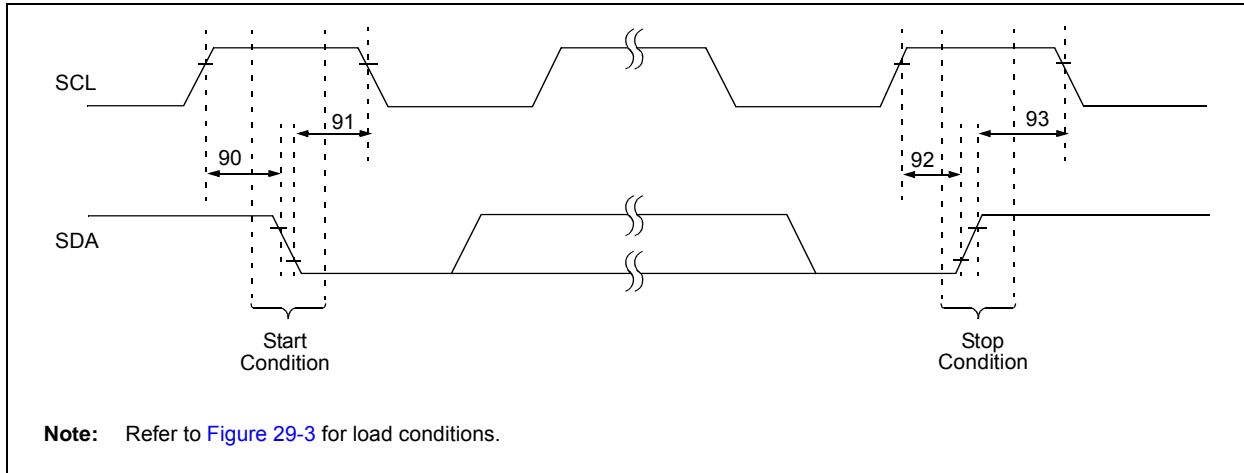 SCL
91
93
90
92
SDA
Start
Condition
Stop
Condition
Note: Refer to Figure 29-3 for load conditions.